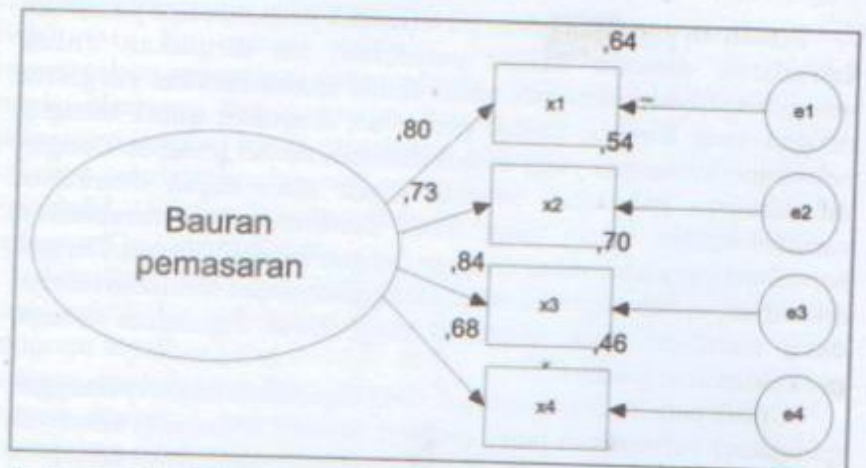 ,64
x1
e1
,80
,54
,73
x2
e2
Bauran
pemasaran
,70
,84
x3
e3
,68
,46
x4
e4